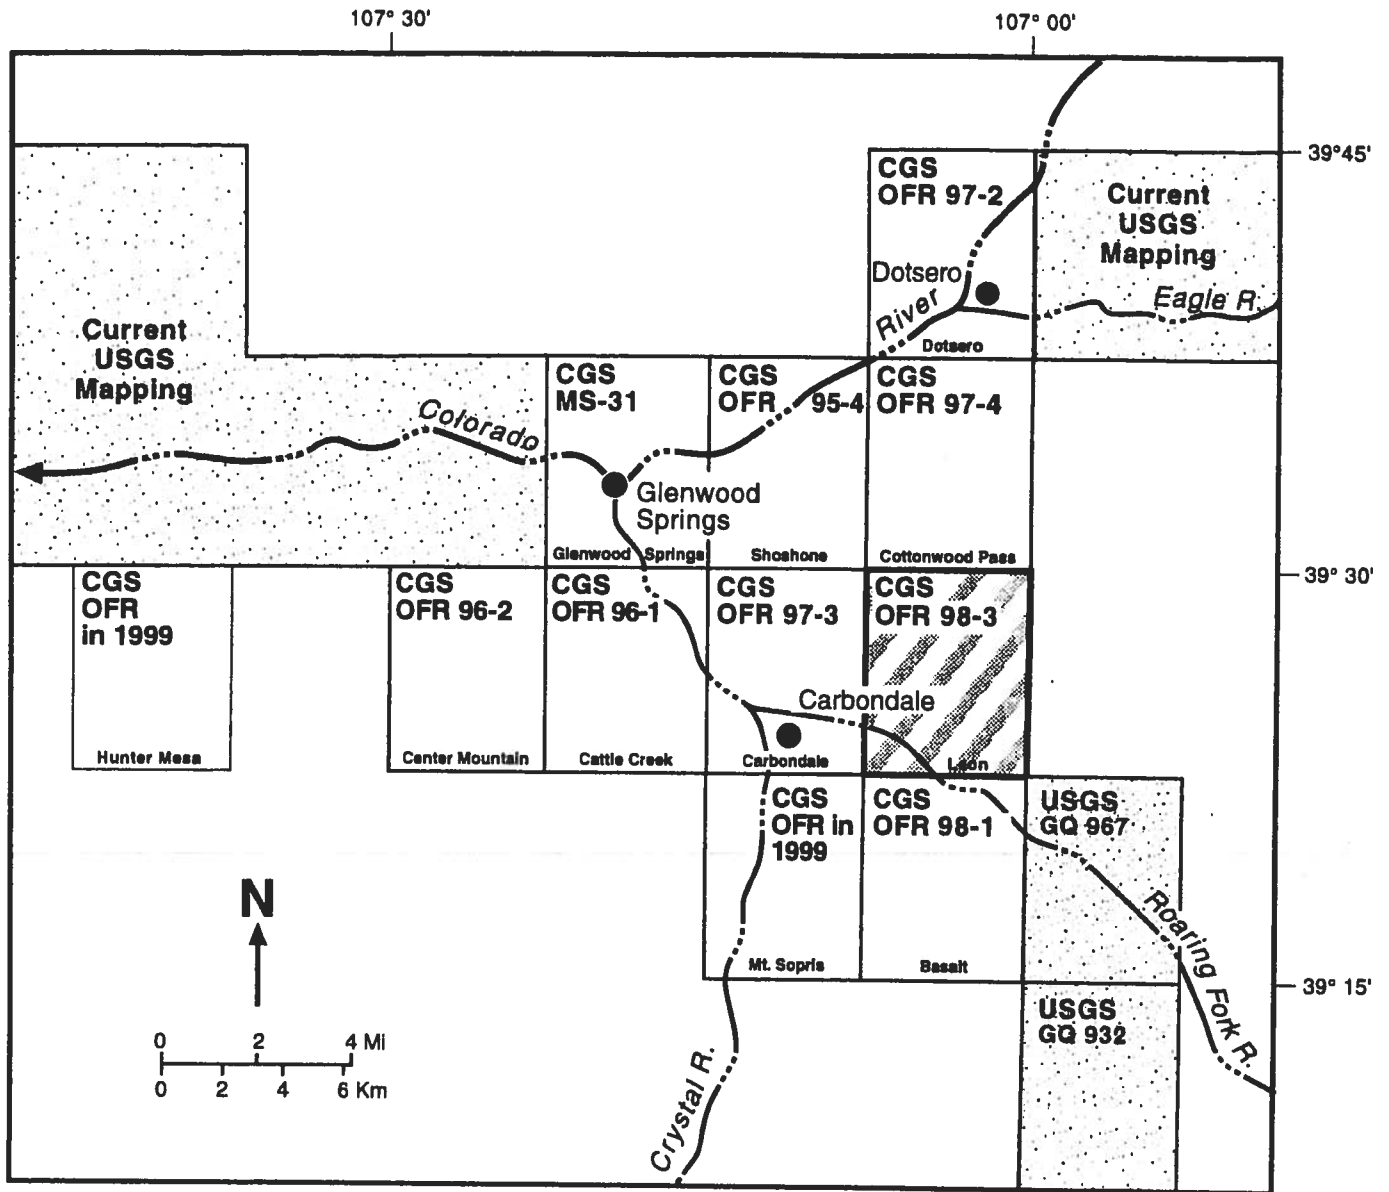 107° 30'
107° 00'
39° 45'
CGS
OFR 97-2
Current
USGS
Mapping
Dotsero
River
Eagle R.
Dotsero
Current
USGS
Mapping
CGS
MS-31
CGS
OFR 95-4
CGS
OFR 97-4
Colorado
Glenwood
Springs
Glenwood Springs
Shoshone
Cottonwood Pass
39° 30'
CGS
OFR
in 1999
CGS
OFR 96-2
CGS
OFR 96-1
CGS
OFR 97-3
CGS
OFR 98-3
Carbondale
Hunter Mesa
Center Mountain
Cattle Creek
Carbondale
Leon
CGS
OFR in
1999
CGS
OFR 98-1
USGS
GQ 967
Roaring Fork R.
Mt. Sopris
Basalt
39° 15'
N
USGS
GQ 932
0 2 4 Mi
0 2 4 6 Km
Crystal R.